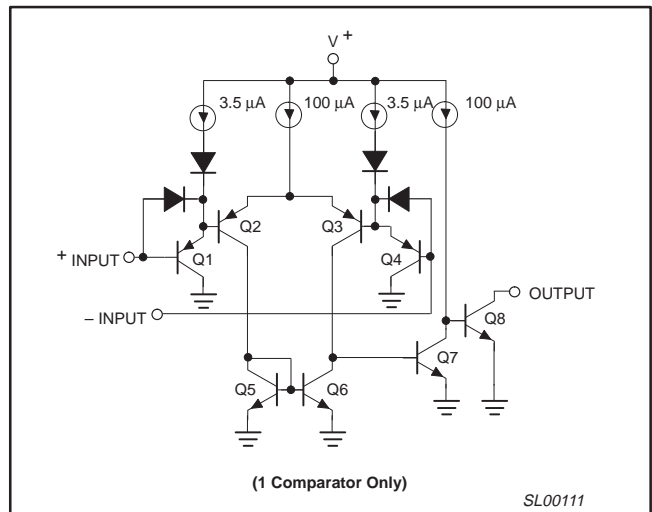 V +
3.5 µA 100 µA 3.5 µA 100 µA
Q2 Q3
+ INPUT Q1 Q4
OUTPUT
– INPUT Q8
Q7
Q5 Q6
(1 Comparator Only)
SL00111